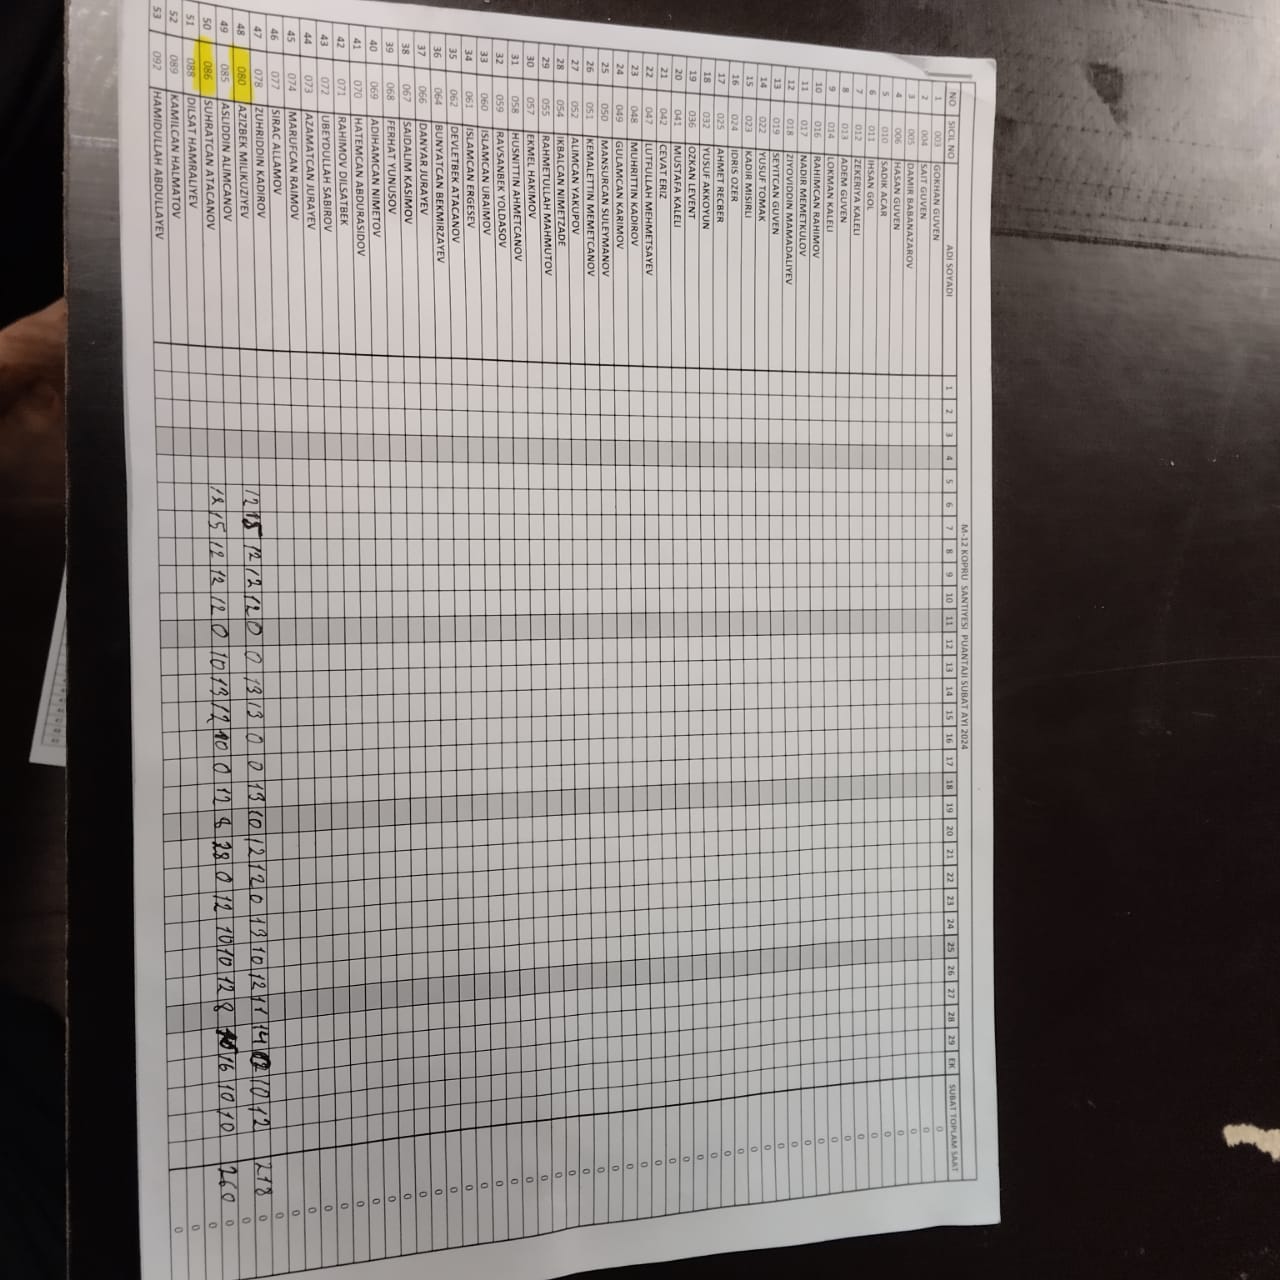 M-12 KOPRU SANTIYESI PUANTAJI SUBAT AYI 2024
NO SICIL NO ADI SOYADI 1 2 3 4 5 6 7 8 9 10 11 12 13 14 15 16 17 18 19 20 21 22 23 24 25 26 27 28 29 EK SUBAT TOPLAM SAAT
1 003 GOKHAN GUVEN 0
2 004 SAIT GUVEN 0
3 005 DAMIR BABANAZAROV 0
4 006 HASAN GUVEN 0
5 010 SADIK ACAR 0
6 011 IHSAN GOL 0
7 012 ZEKERIYA KALELI 0
8 013 ADEM GUVEN 0
9 014 LOKMAN KALELI 0
10 016 RAHIMCAN RAHIMOV 0
11 017 NADIR MEMETKULOV 0
12 018 ZIYOVIDDIN MAMADALIYEV 0
13 019 SEYITCAN GUVEN 0
14 022 YUSUF TOMAK 0
15 023 KADIR MISIRLI 0
16 024 IDRIS OZER 0
17 025 AHMET RECBER 0
18 032 YUSUF AKKOYUN 0
19 036 OZKAN LEVENT 0
20 041 MUSTAFA KALELI 0
21 042 CEVAT ERIZ 0
22 047 LUTFULLAH MEHMETSAYEV 0
23 048 MUHRITTIN KADIROV 0
24 049 GULAMCAN KARIMOV 0
25 050 MANSURCAN SULEYMANOV 0
26 051 KEMALETTIN MEMETCANOV 0
27 052 ALIMCAN YAKUPOV 0
28 054 IKBALCAN NIMETZADE 0
29 055 RAHMETULLAH MAHMUTOV 0
30 057 EKMEL HAKIMOV 0
31 058 HUSNITTIN AHMETCANOV 0
32 059 RAVSANBEK YOLDASOV 0
33 060 ISLAMCAN URAIMOV 0
34 061 ISLAMCAN ERGESEV 0
35 062 DEVLETBEK ATACANOV 0
36 064 BUNYATCAN BEKMIRZAYEV 0
37 066 DANYAR JURAYEV 0
38 067 SAIDALIM KASIMOV 0
39 068 FERHAT YUNUSOV 0
40 069 ADIHAMCAN NIMETOV 0
41 070 HATEMCAN ABDURASIDOV 0
42 071 RAHIMOV DILSATBEK 0
43 072 UBEYDULLAH SABIROV 0
44 073 AZAMATCAN JURAYEV 0
45 074 MARUFCAN RAIMOV 0
46 077 SIRAC ALLAMOV 0
47 078 ZUHRIDDIN KADIROV 0
48 080 AZIZBEK MILIKUZIYEV 12 15 12 12 12 0 0 13 13 0 0 13 10 12 12 0 13 10 12 11 14 12 10 12 218 0
49 085 ASLIDDIN ALIMCANOV 0
50 086 SUHRATCAN ATACANOV 12 15 12 12 12 0 10 13 12 10 0 12 8 28 0 12 10 10 12 8 16 10 10 260 0
51 088 DILSAT HAMRALIYEV 0
52 089 KAMILCAN HALMATOV 0
53 092 HAMIDULLAH ABDULLAYEV 0